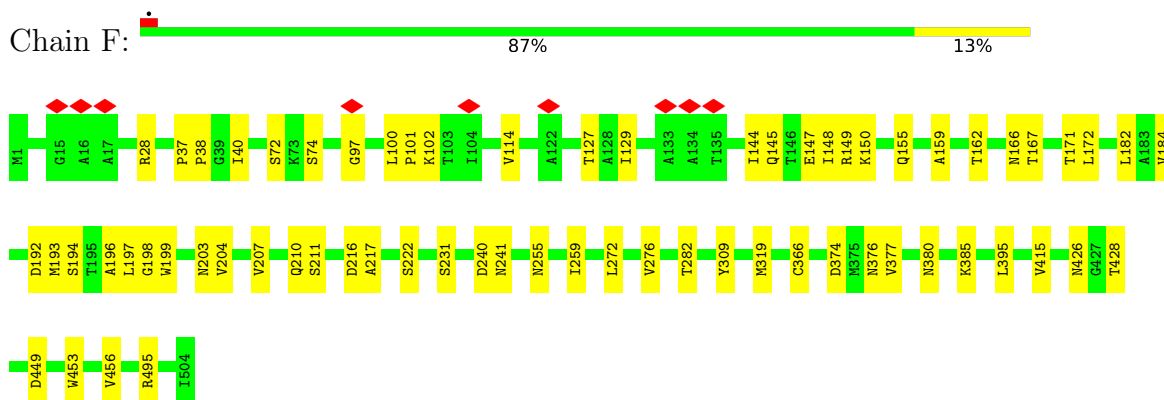 Chain F:
87% 13%
M1 G15 A16 A17 R28 P37 P38 G39 I40 S72 K73 S74 G97 L100 P101 K102 T103 I104 V114 A122 T127 A128 I129 A133 A134 T135 I144 Q145 T146 E147 I148 R149 K150 Q155 A159 T162 N166 T167 T171 L172 L182 A183 V184
D192 M193 S194 T195 A196 L197 G198 W199 N203 V204 V207 Q210 S211 D216 A217 S222 S231 D240 N241 N255 I259 L272 V276 T282 Y309 M319 C366 D374 M375 N376 V377 N380 K385 L395 V415 N426 G427 T428
D449 W453 V456 R495 I504